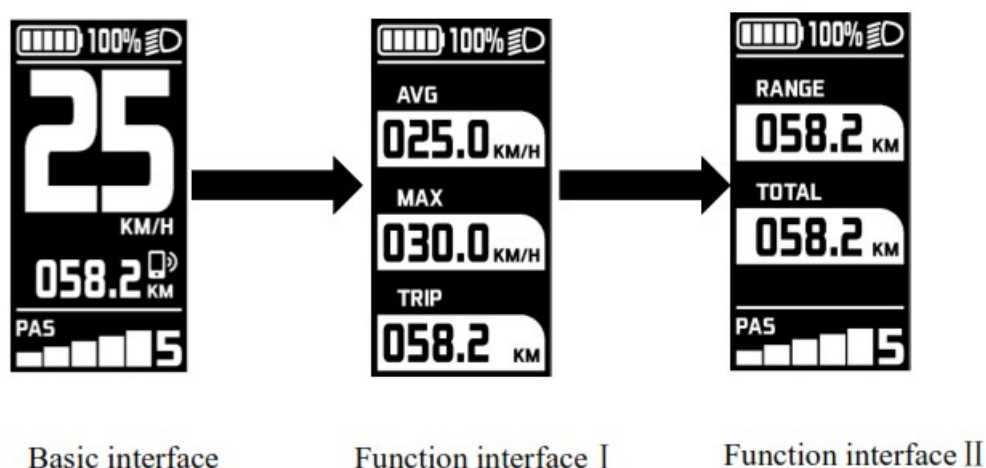 100%
25
KM/H
058.2 KM
PAS
5
Basic interface
100%
AVG
025.0 KM/H
MAX
030.0 KM/H
TRIP
058.2 KM
Function interface Ⅰ
100%
RANGE
058.2 KM
TOTAL
058.2 KM
PAS
5
Function interface Ⅱ